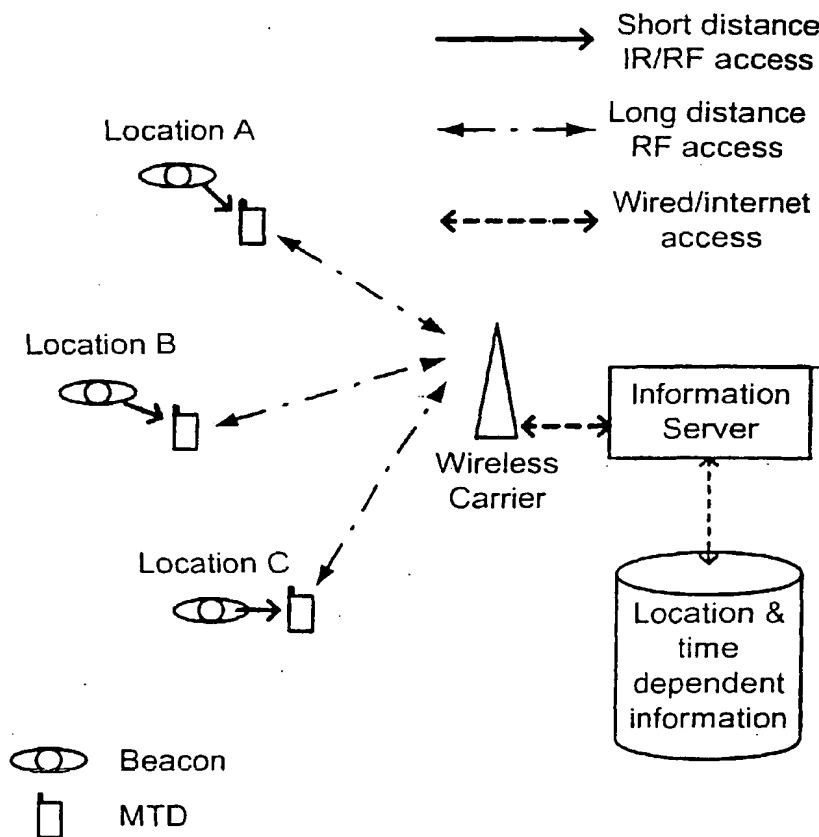 Short distance
IR/RF access
Long distance
RF access
Wired/internet
access
Location A
Location B
Location C
Wireless
Carrier
Information
Server
Location &
time
dependent
information
Beacon
MTD